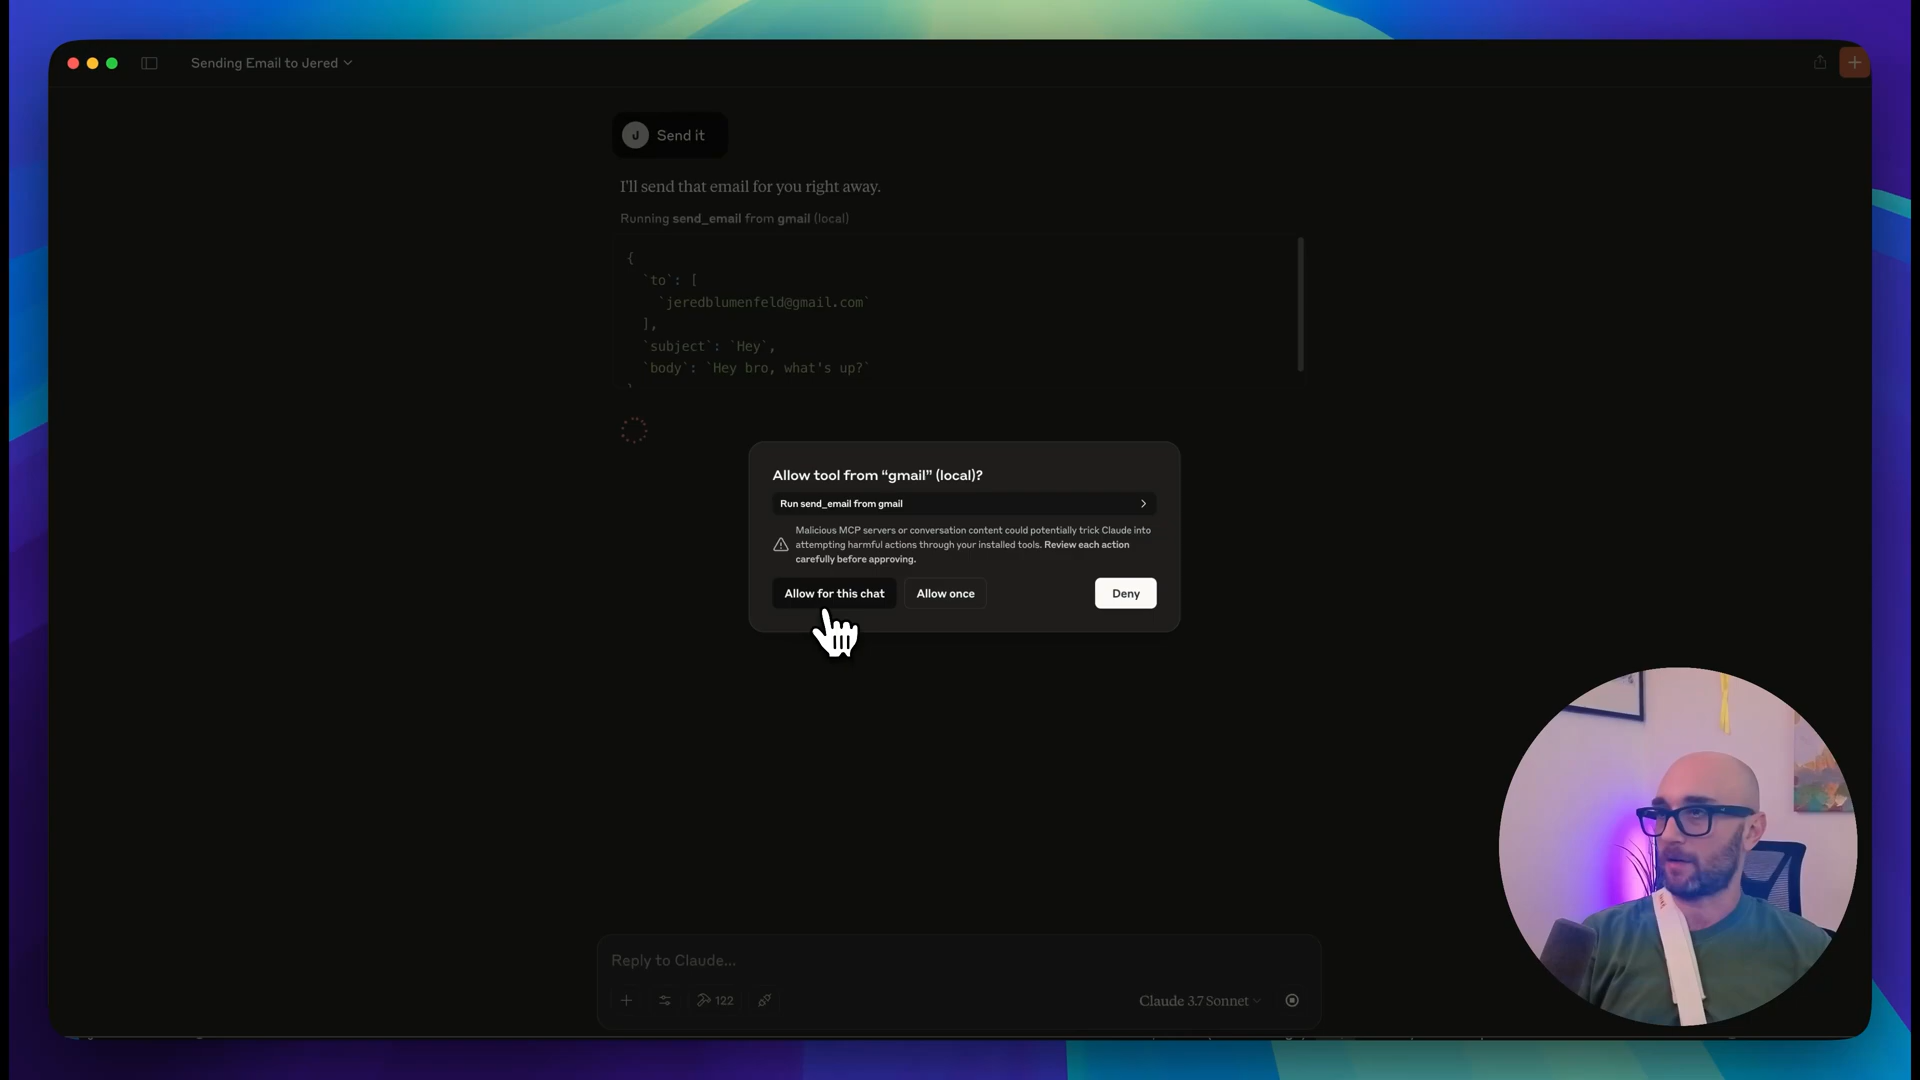 Sending Email to Jered
J Send it
I'll send that email for you right away.
Running send_email from gmail (local)
{
`to`: [
`jeredblumenfeld@gmail.com`
],
`subject`: `Hey`,
`body`: `Hey bro, what's up?`
Allow tool from “gmail” (local)?
Run send_email from gmail
Malicious MCP servers or conversation content could potentially trick Claude into
attempting harmful actions through your installed tools. Review each action
carefully before approving.
Allow for this chat
Allow once
Deny
Reply to Claude...
122
Claude 3.7 Sonnet